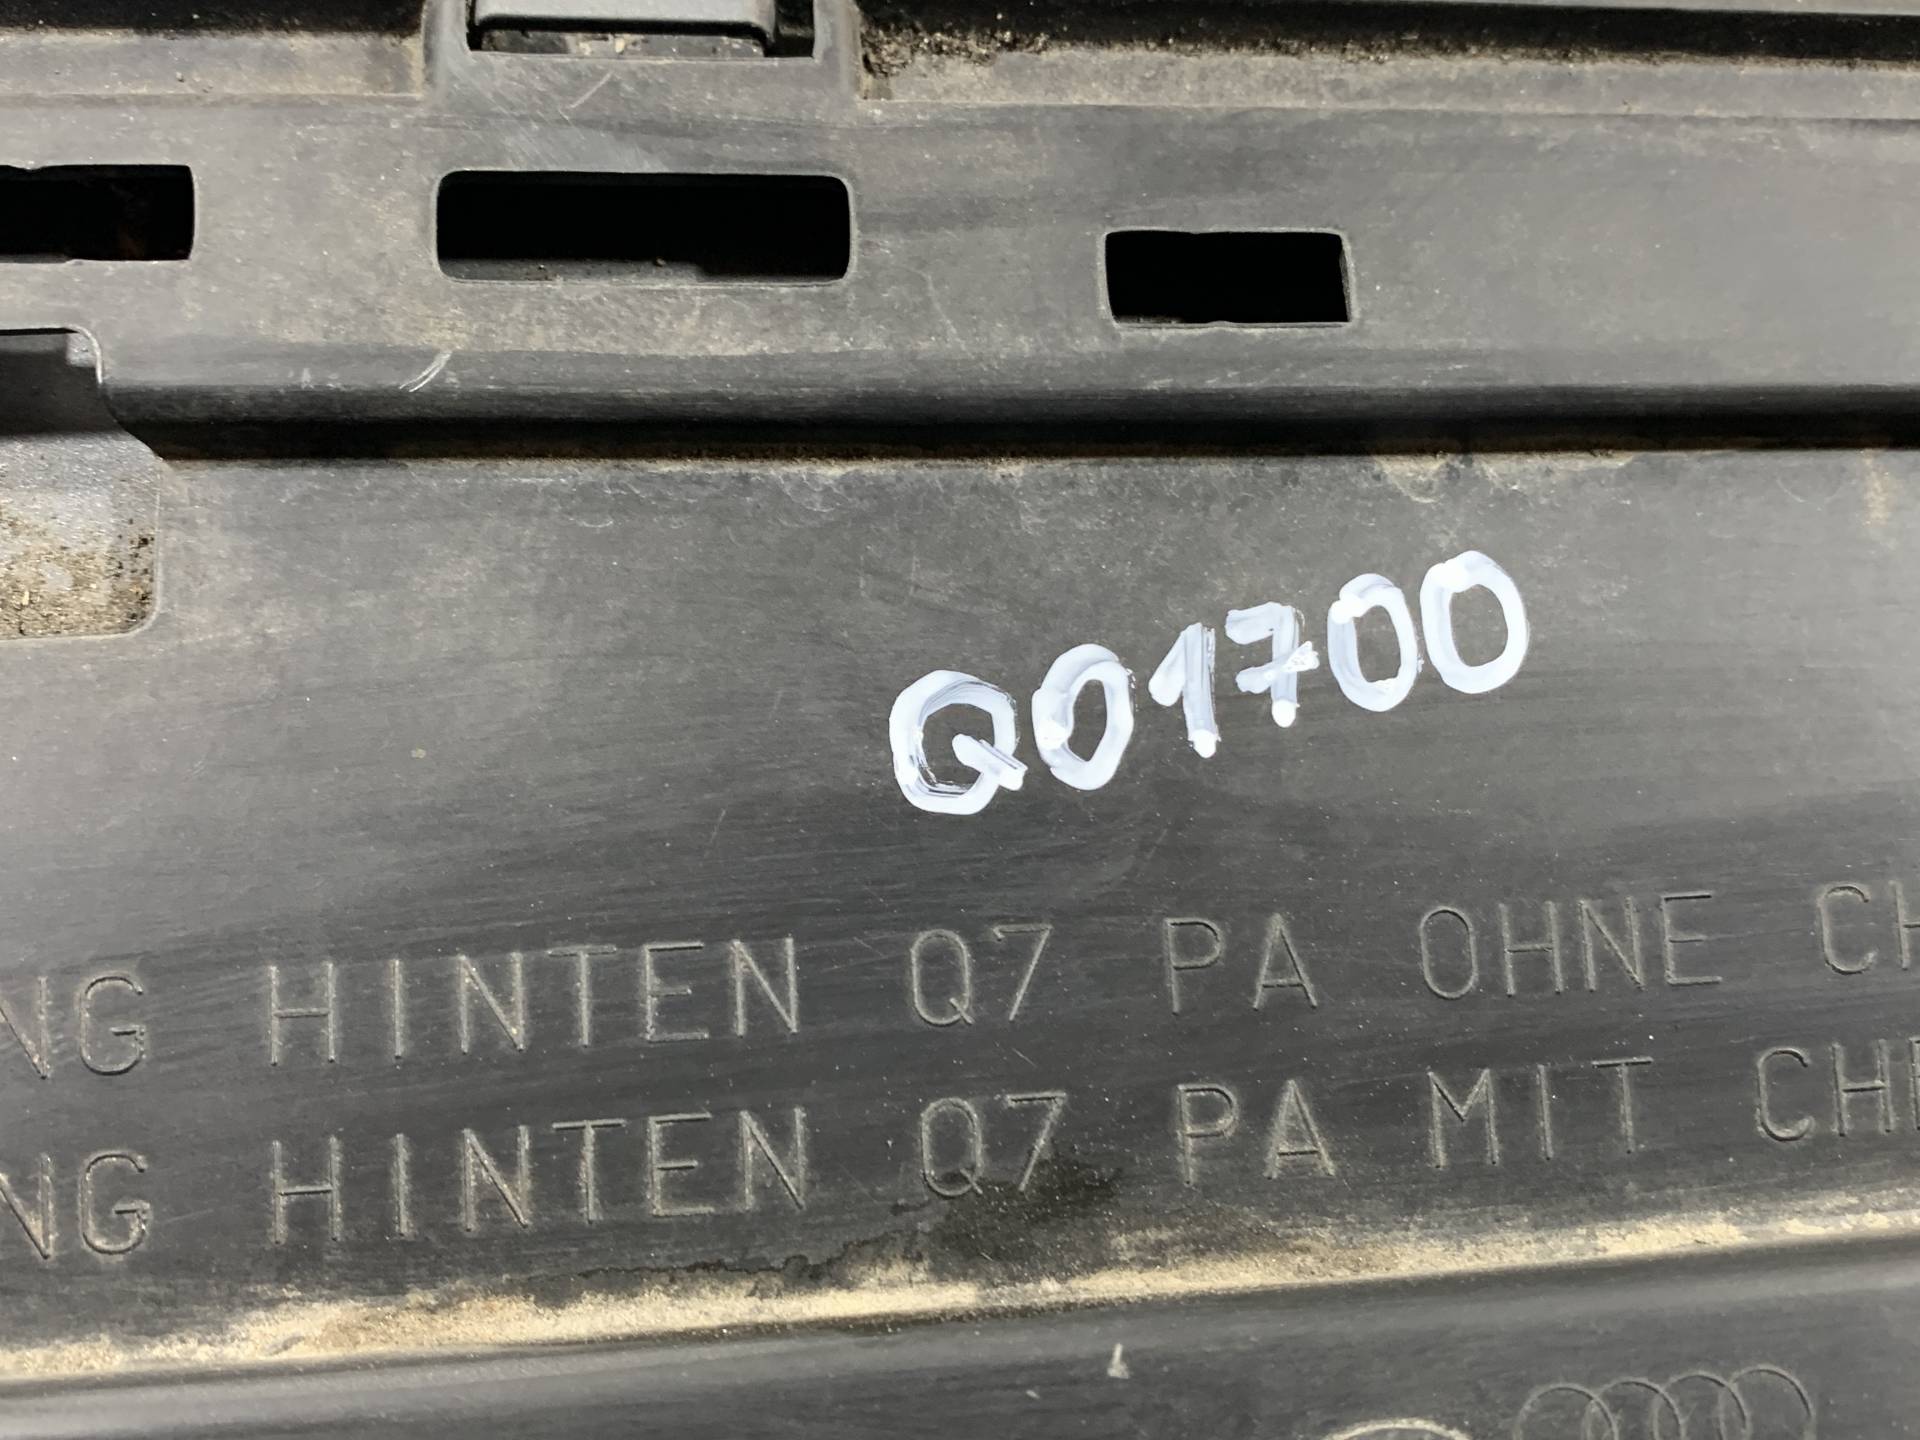 Q01700
NG HINTEN Q7 PA OHNE CH
NG HINTEN Q7 PA MIT CH